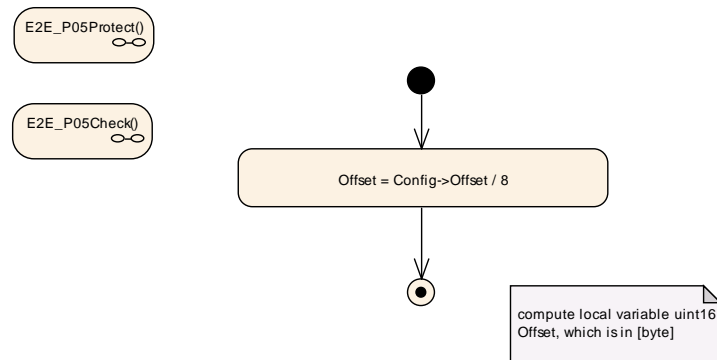 E2E_P05Protect()
E2E_P05Check()
Offset = Config->Offset / 8
compute local variable uint16
Offset, which is in [byte]